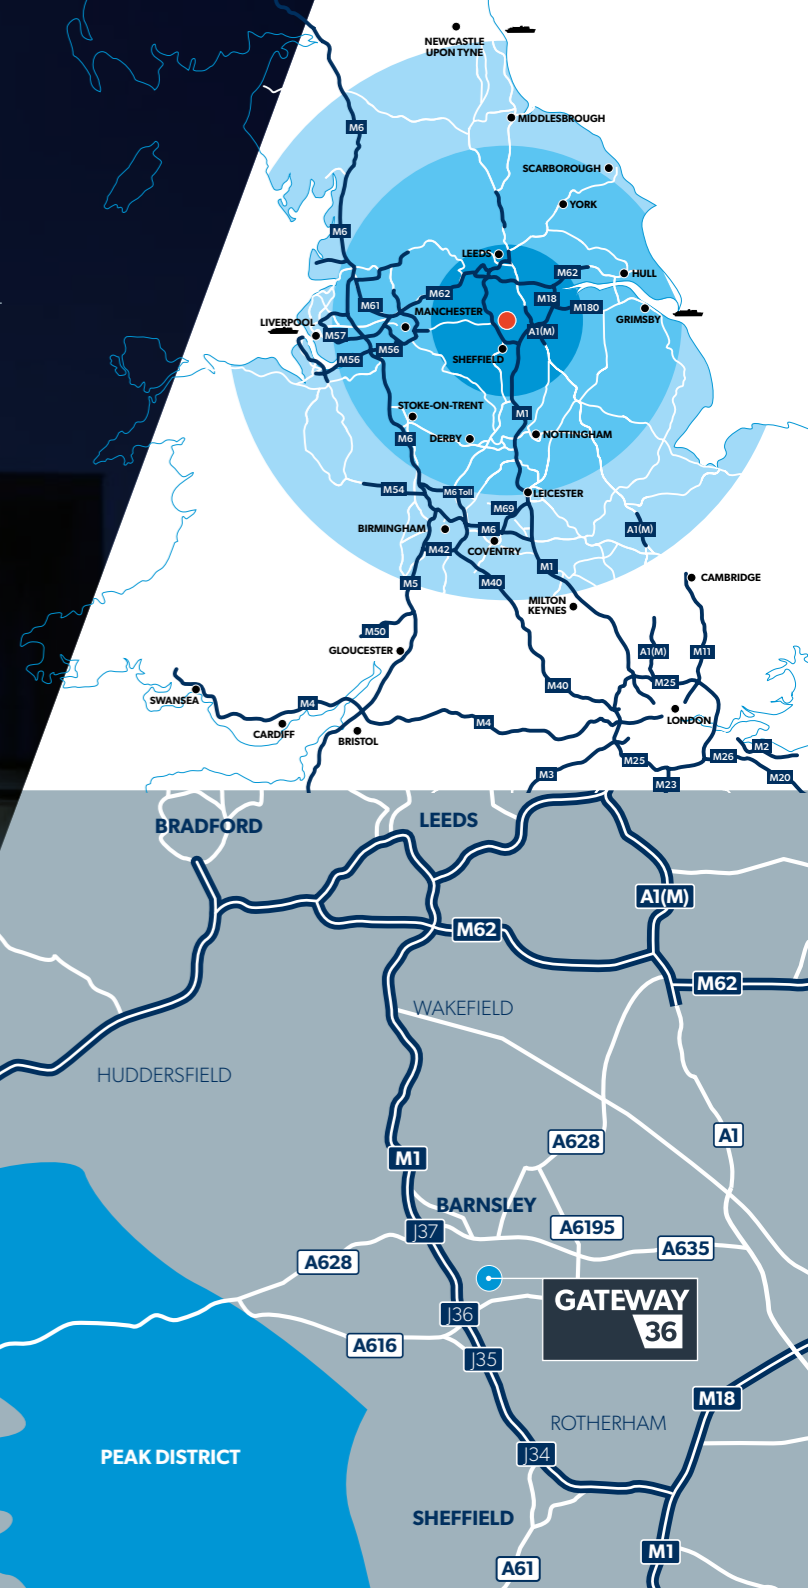 NEWCASTLE
UPON TYNE
MIDDLESBROUGH
M6
SCARBOROUGH
YORK
M6
LEEDS
M62
HULL
M62
M18
M61
M180
MANCHESTER
GRIMSBY
LIVERPOOL
M57
A1(M)
M56
M56
SHEFFIELD
STOKE-ON-TRENT
M1
M6
DERBY
NOTTINGHAM
M54
M6 Toll
LEICESTER
M69
BIRMINGHAM
M6
A1(M)
M42
COVENTRY
M1
M5
M40
CAMBRIDGE
MILTON
KEYNES
M50
GLOUCESTER
A1(M)
M11
M25
M40
SWANSEA
M4
M4
LONDON
CARDIFF
BRISTOL
M25
M26
M2
M3
M23
M20
BRADFORD
LEEDS
A1(M)
M62
M62
WAKEFIELD
HUDDERSFIELD
A1
A628
M1
BARNSLEY
J37
A6195
A635
A628
GATEWAY
36
J36
A616
J35
M18
ROTHERHAM
PEAK DISTRICT
J34
SHEFFIELD
M1
A61